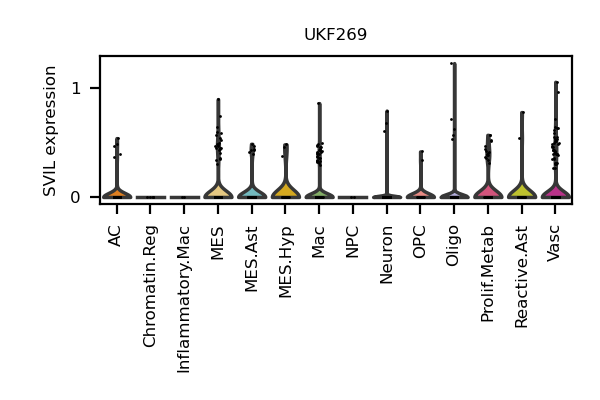 UKF269
SVIL expression
1
0
AC
Chromatin.Reg
Inflammatory.Mac
MES
MES.Ast
MES.Hyp
Mac
NPC
Neuron
OPC
Oligo
Prolif.Metab
Reactive.Ast
Vasc